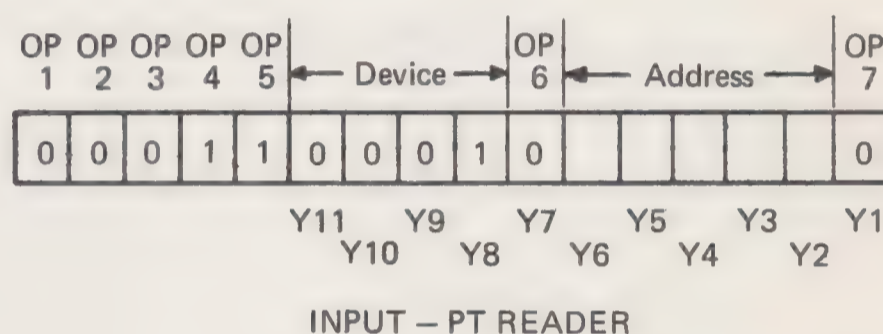 OP OP OP OP OP OP OP
1 2 3 4 5 Device 6 Address 7
0 0 0 1 1 0 0 0 1 0 0
Y11 Y9 Y7 Y5 Y3 Y1
Y10 Y8 Y6 Y4 Y2
INPUT – PT READER